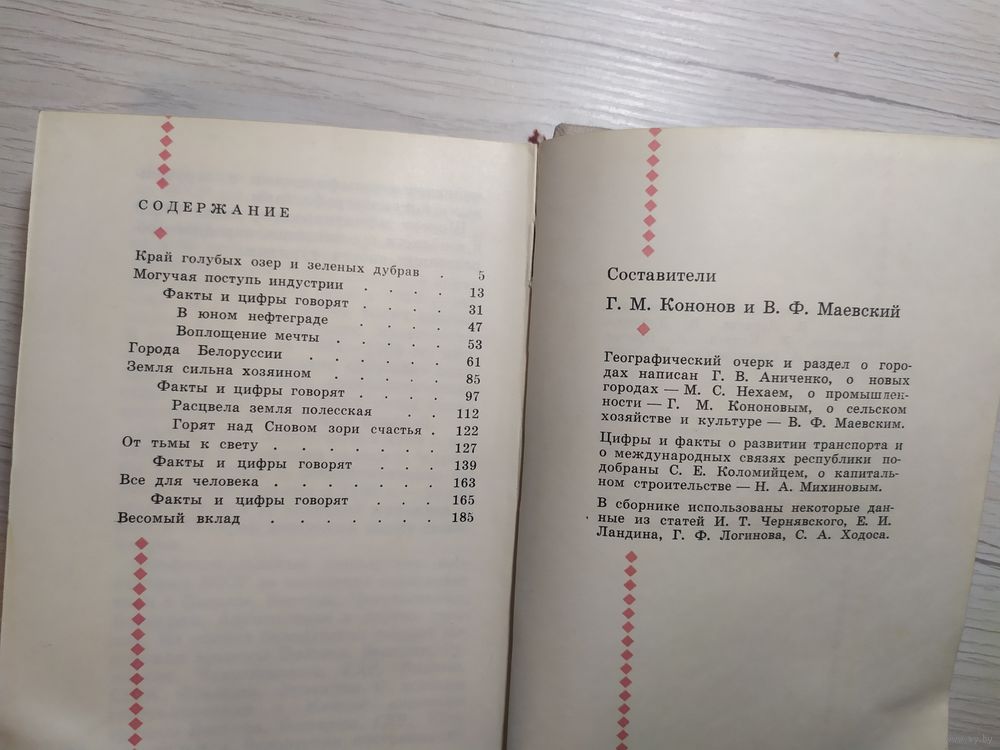 СОДЕРЖАНИЕ
Край голубых озер и зеленых дубрав . 5
Могучая поступь индустрии . . . . 13
Факты и цифры говорят . . . . 31
В юном нефтеграде . . . . 47
Воплощение мечты . . . . . 53
Города Белоруссии . . . . . . 61
Земля сильна хозяином . . . . . 85
Факты и цифры говорят . . . . 97
Расцвела земля полесская . . 112
Горят над Сновом зори счастья . 122
От тьмы к свету . . . . . . . 127
Факты и цифры говорят . . . 139
Все для человека . . . . . . . 163
Факты и цифры говорят . . . 165
Весомый вклад . . . . . . . 185
Составители
Г. М. Кононов и В. Ф. Маевский
Географический очерк и раздел о горо-
дах написан Г. В. Аниченко, о новых
городах — М. С. Нехаем, о промышлен-
ности — Г. М. Кононовым, о сельском
хозяйстве и культуре — В. Ф. Маевским.
Цифры и факты о развитии транспорта и
о международных связях республики по-
добраны С. Е. Коломийцем, о капиталь-
ном строительстве — Н. А. Михиновым.
В сборнике использованы некоторые дан-
ные из статей И. Т. Чернявского, Е. И.
Ландина, Г. Ф. Логинова, С. А. Ходоса.